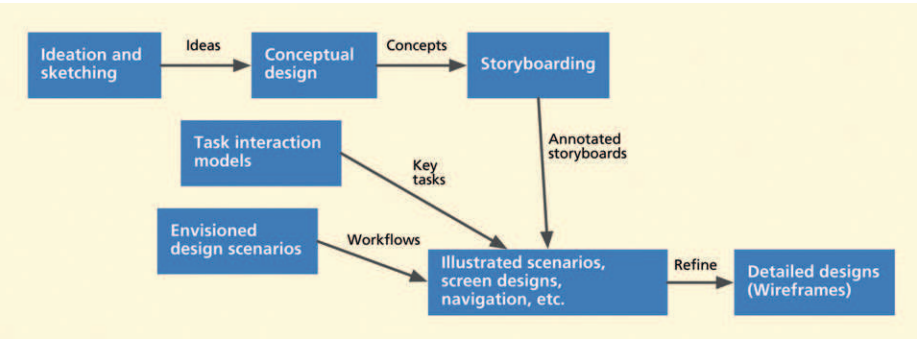 Ideation and
sketching
Ideas
Conceptual
design
Concepts
Storyboarding
Task interaction
models
Key
tasks
Annotated
storyboards
Envisioned
design scenarios
Workflows
Illustrated scenarios,
screen designs,
navigation, etc.
Refine
Detailed designs
(Wireframes)